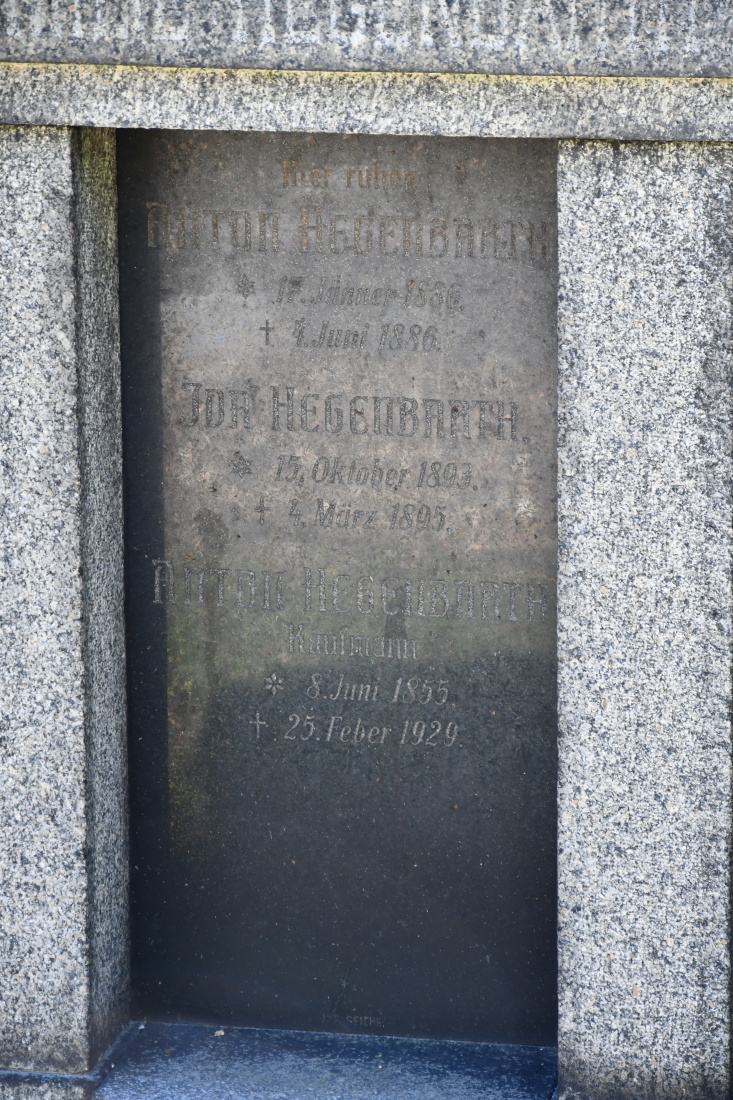 Hier ruhen
Anton Hegenbarth
* 17. Jänner 1886.
† 4. Juni 1886.
Ida Hegenbarth.
* 15. Oktober 1893.
† 4. März 1895.
Anton Hegenbarth
Kaufmann
* 8. Juni 1855.
† 25. Feber 1929.